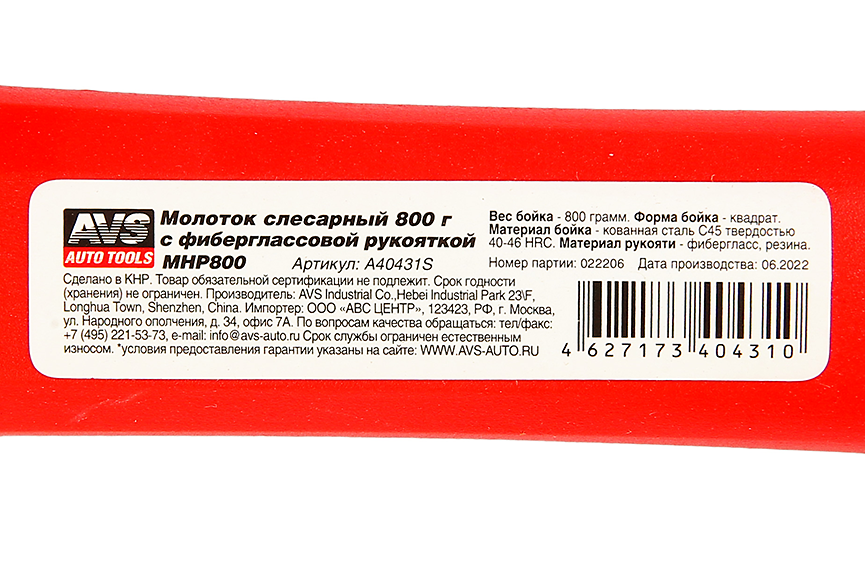 AVS
AUTO TOOLS
Молоток слесарный 800 г
с фиберглассовой рукояткой
MHP800 Артикул: A40431S
Сделано в КНР. Товар обязательной сертификации не подлежит. Срок годности
(хранения) не ограничен. Производитель: AVS Industrial Co.,Hebei Industrial Park 23\F,
Longhua Town, Shenzhen, China. Импортер: ООО «АВС ЦЕНТР», 123423, РФ, г. Москва,
ул. Народного ополчения, д. 34, офис 7А. По вопросам качества обращаться: тел/факс:
+7 (495) 221-53-73, e-mail: info@avs-auto.ru Срок службы ограничен естественным
износом. *условия предоставления гарантии указаны на сайте: WWW.AVS-AUTO.RU
Вес бойка - 800 грамм. Форма бойка - квадрат.
Материал бойка - кованная сталь С45 твердостью
40-46 HRC. Материал рукояти - фибергласс, резина.
Номер партии: 022206 Дата производства: 06.2022
4 627173 404310